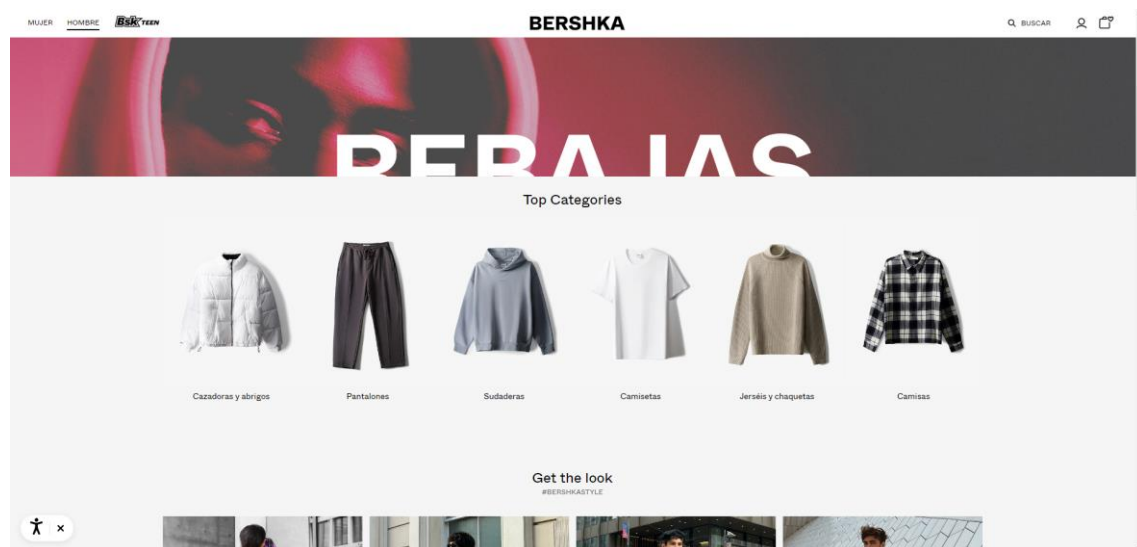 MUJER HOMBRE Bsk TEEN BERSHKA BUSCAR
REBAJAS
Top Categories
Cazadoras y abrigos Pantalones Sudaderas Camisetas Jerséis y chaquetas Camisas
Get the look
#BERSHKASTYLE